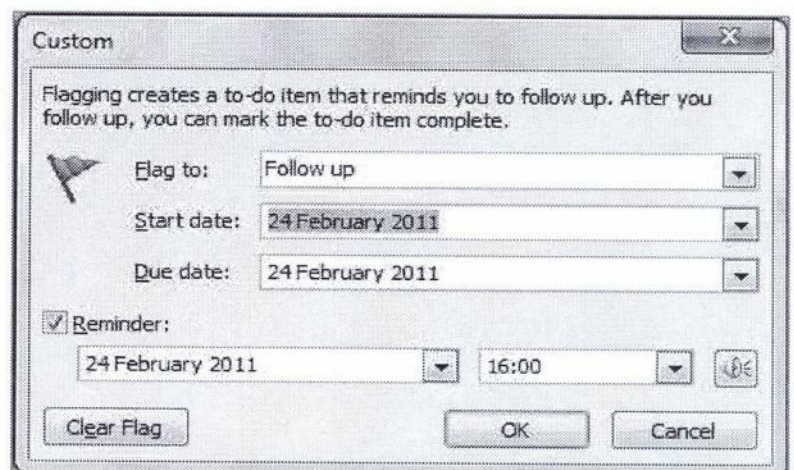 Custom
Flagging creates a to-do item that reminds you to follow up. After you
follow up, you can mark the to-do item complete.
Flag to: Follow up
Start date: 24 February 2011
Due date: 24 February 2011
Reminder:
24 February 2011 16:00
Clear Flag OK Cancel